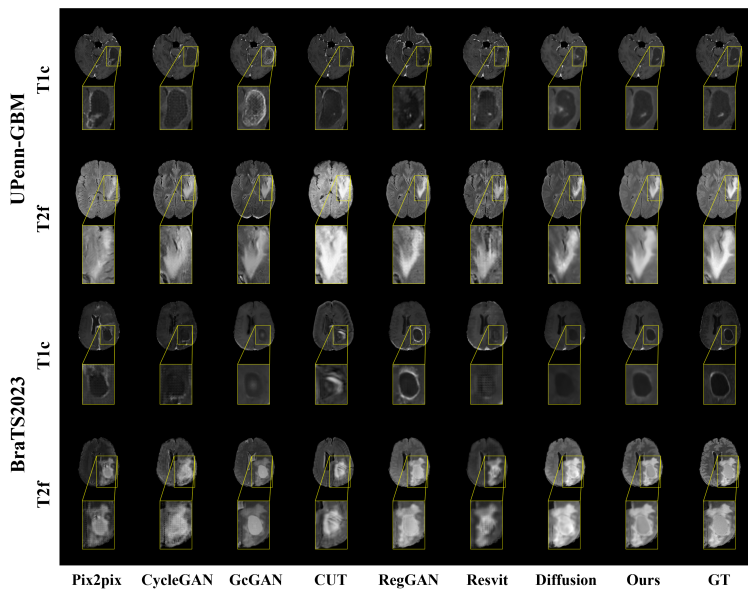 UPenn-GBM
T1c
T2f
BraTS2023
T1c
T2f
Pix2pix CycleGAN GcGAN CUT RegGAN Resvit Diffusion Ours GT